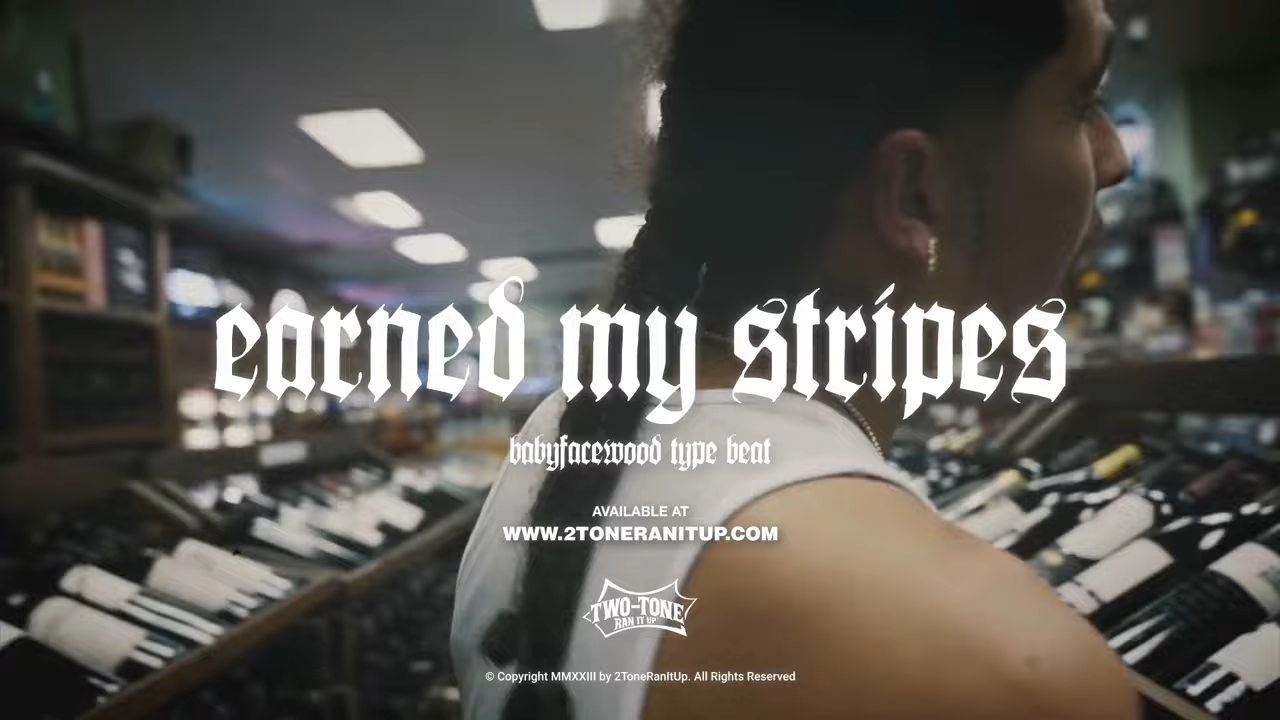 earned my stripes
babyfacewood type beat
AVAILABLE AT
WWW.2TONERANITUP.COM
TWO-TONE
RAN IT UP
© Copyright MMXXIII by 2ToneRanItUp. All Rights Reserved